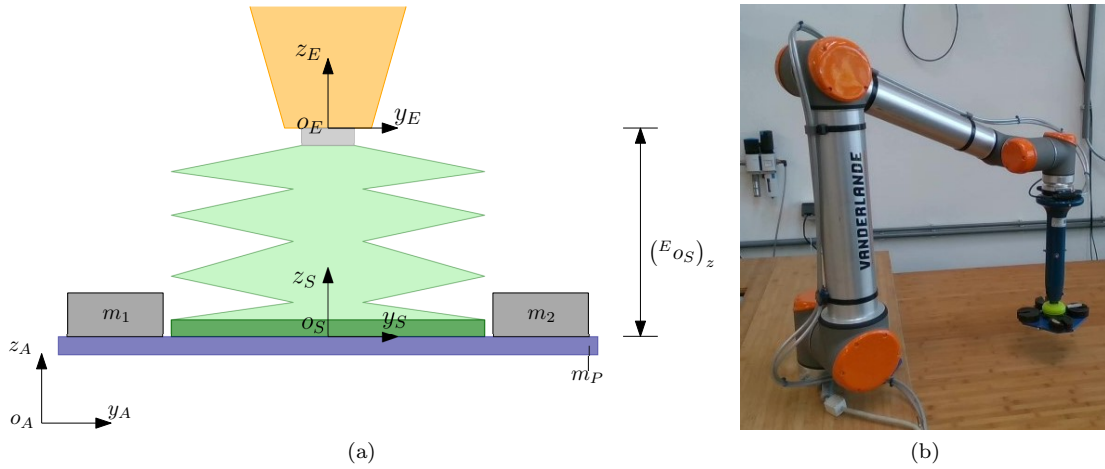 z_E
y_E
o_E
(^E o_S)_z
z_S
o_S
y_S
m_1
m_2
m_P
z_A
y_A
o_A
VANDERLANDE
(a)
(b)